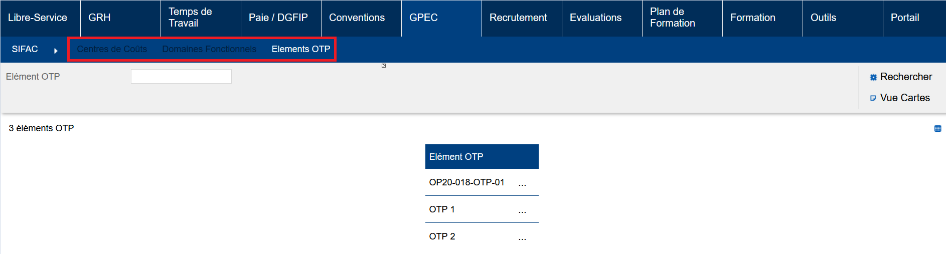 Libre-Service GRH Temps de Travail Paie / DGFIP Conventions GPEC Recrutement Evaluations Plan de Formation Formation Outils Portail
SIFAC Centres de Coûts Domaines Fonctionnels Elements OTP
3
Elément OTP Rechercher
Vue Cartes
3 éléments OTP
Elément OTP
OP20-018-OTP-01 ...
OTP 1 ...
OTP 2 ...